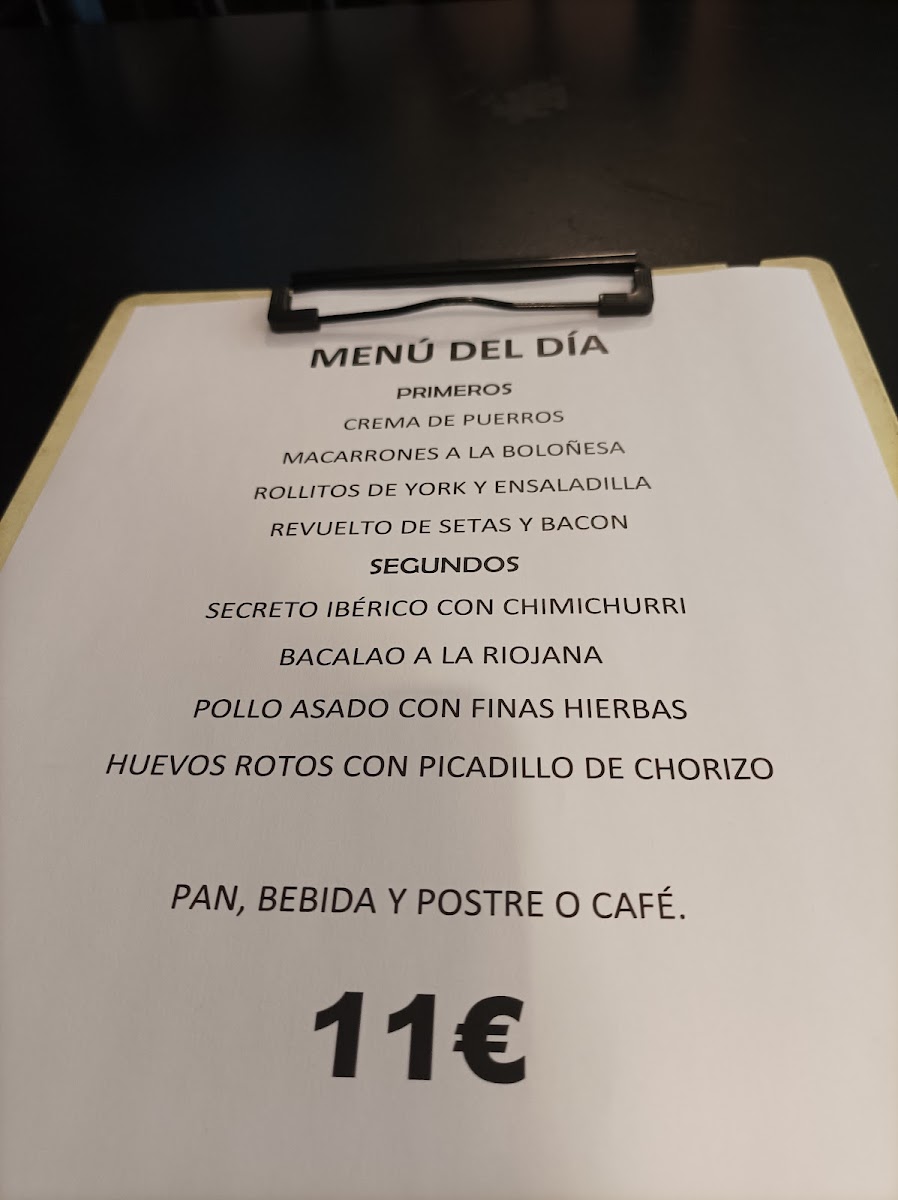 MENÚ DEL DÍA
PRIMEROS
CREMA DE PUERROS
MACARRONES A LA BOLOÑESA
ROLLITOS DE YORK Y ENSALADILLA
REVUELTO DE SETAS Y BACON
SEGUNDOS
SECRETO IBÉRICO CON CHIMICHURRI
BACALAO A LA RIOJANA
POLLO ASADO CON FINAS HIERBAS
HUEVOS ROTOS CON PICADILLO DE CHORIZO
PAN, BEBIDA Y POSTRE O CAFÉ.
11€